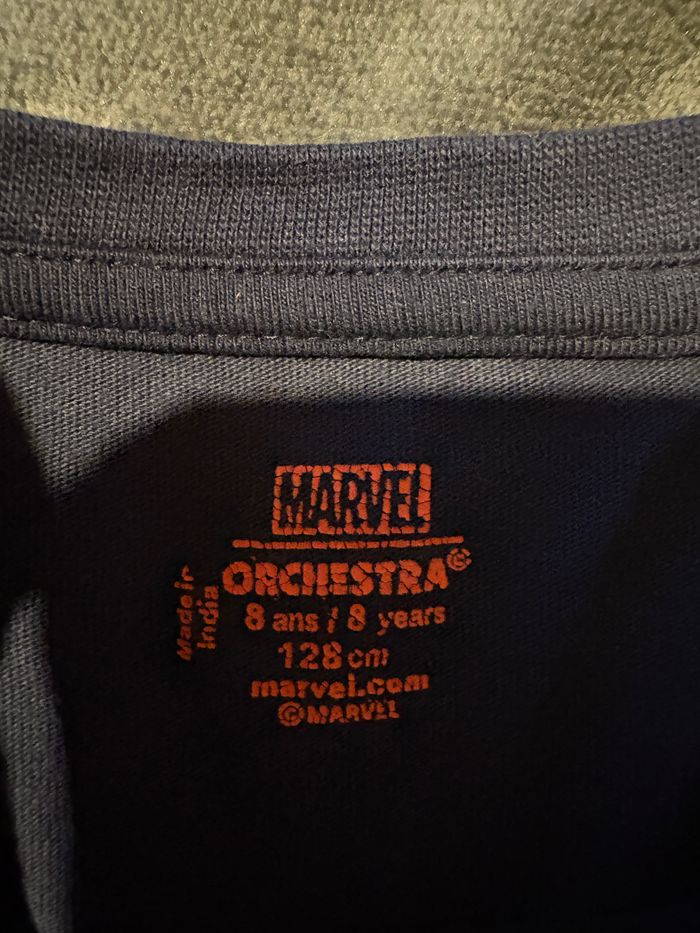 MARVEL
ORCHESTRA©
8 ans / 8 years
128 cm
marvel.com
©MARVEL
Made in
India